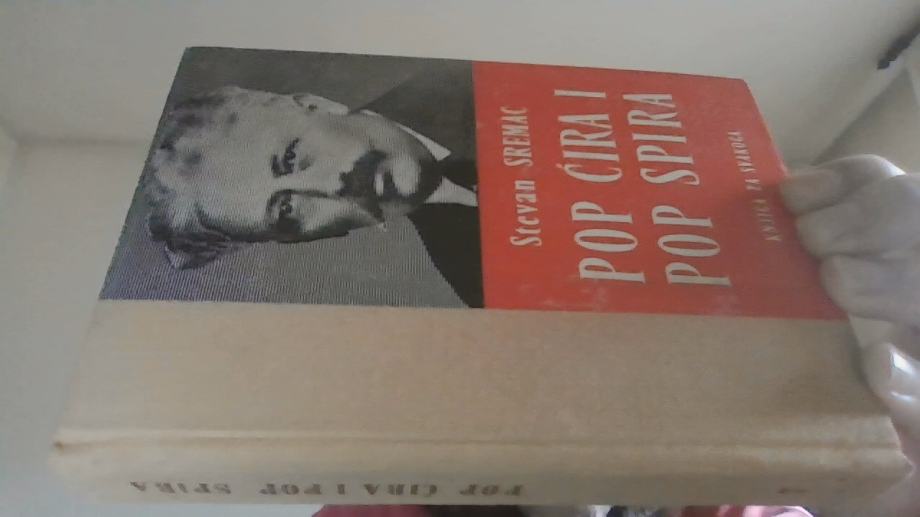 Stevan SREMAC
POP ĆIRA I
POP SPIRA
KNJIGA ZA SVAKOGA
POP ĆIRA I POP SPIRA